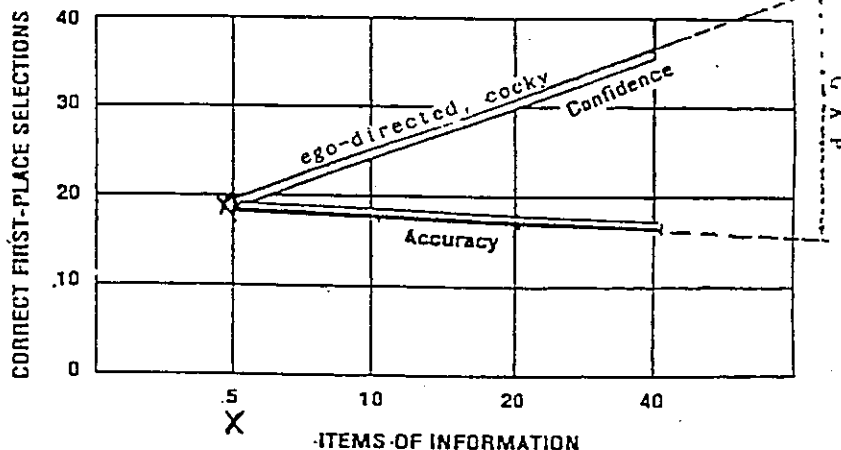 CORRECT FIRST-PLACE SELECTIONS
40
30
20
10
0
ego-directed, cocky
Confidence
Accuracy
GAP
X
.5
10
20
40
X
ITEMS OF INFORMATION